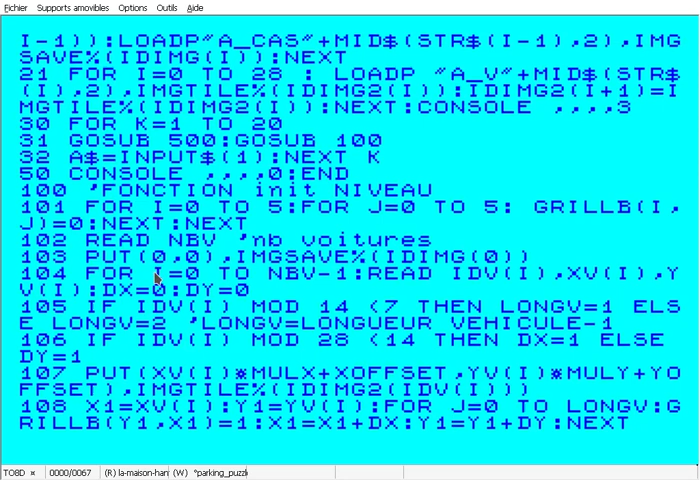 Fichier Supports amovibles Options Outils Aide
I-1)):LOADP"A_CAS"+MID$(STR$(I-1),2),IMG
SAVE%(IDIMG(I)):NEXT
21 FOR I=0 TO 28 : LOADP "A_V"+MID$(STR$
(I),2),IMGTILE%(IDIMG2(I)):IDIMG2(I+1)=I
MGTILE%(IDIMG2(I)):NEXT:CONSOLE ,,,,3
30 FOR K=1 TO 20
31 GOSUB 500:GOSUB 100
32 A$=INPUT$(1):NEXT K
50 CONSOLE ,,,,0:END
100 'FONCTION init NIVEAU
101 FOR I=0 TO 5:FOR J=0 TO 5: GRILLB(I,
J)=0:NEXT:NEXT
102 READ NBV 'nb voitures
103 PUT(0,0),IMGSAVE%(IDIMG(0))
104 FOR I=0 TO NBV-1:READ IDV(I),XV(I),Y
V(I):DX=0:DY=0
105 IF IDV(I) MOD 14 <7 THEN LONGV=1 ELS
E LONGV=2 'LONGV=LONGUEUR VEHICULE-1
106 IF IDV(I) MOD 28 <14 THEN DX=1 ELSE
DY=1
107 PUT(XV(I)*MULX+XOFFSET,YV(I)*MULY+YO
FFSET),IMGTILE%(IDIMG2(IDV(I)))
108 X1=XV(I):Y1=YV(I):FOR J=0 TO LONGV:G
RILLB(Y1,X1)=1:X1=X1+DX:Y1=Y1+DY:NEXT
TO8D × 0000/0067 (R) la-maison-han (W) °parking_puzzl